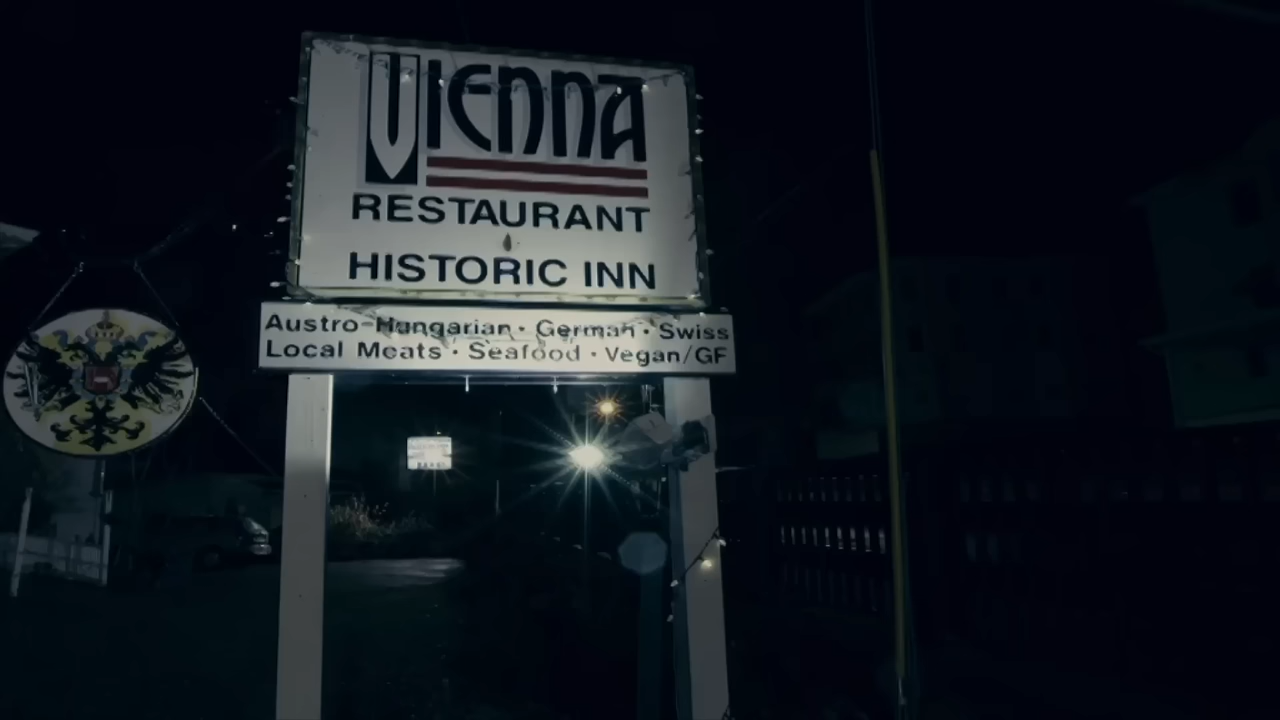 VIENNA
RESTAURANT
HISTORIC INN
Austro-Hungarian · German · Swiss
Local Meats · Seafood · Vegan/GF